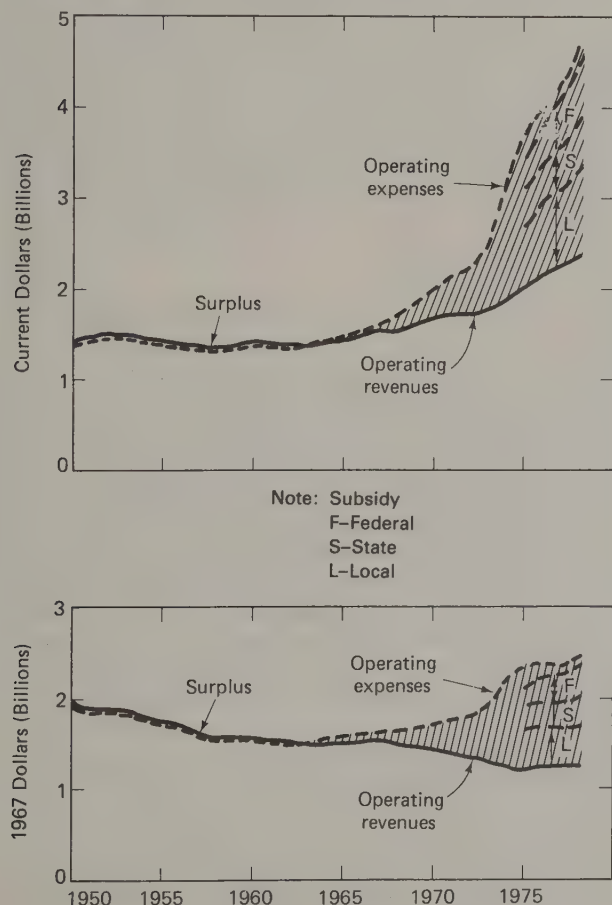 5
4
3
2
1
0
Current Dollars (Billions)
Operating
expenses
Surplus
Operating
revenues
F
S
L
Note: Subsidy
F–Federal
S–State
L–Local
3
2
1
0
1967 Dollars (Billions)
Operating
expenses
Surplus
Operating
revenues
F
S
L
1950 1955 1960 1965 1970 1975